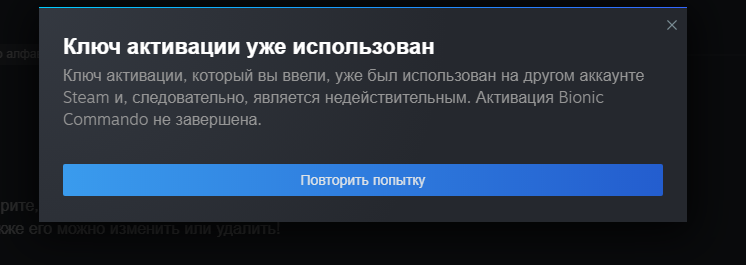 Ключ активации уже использован
Ключ активации, который вы ввели, уже был использован на другом аккаунте
Steam и, следовательно, является недействительным. Активация Bionic
Commando не завершена.
Повторить попытку
же его можно изменить или удалить!